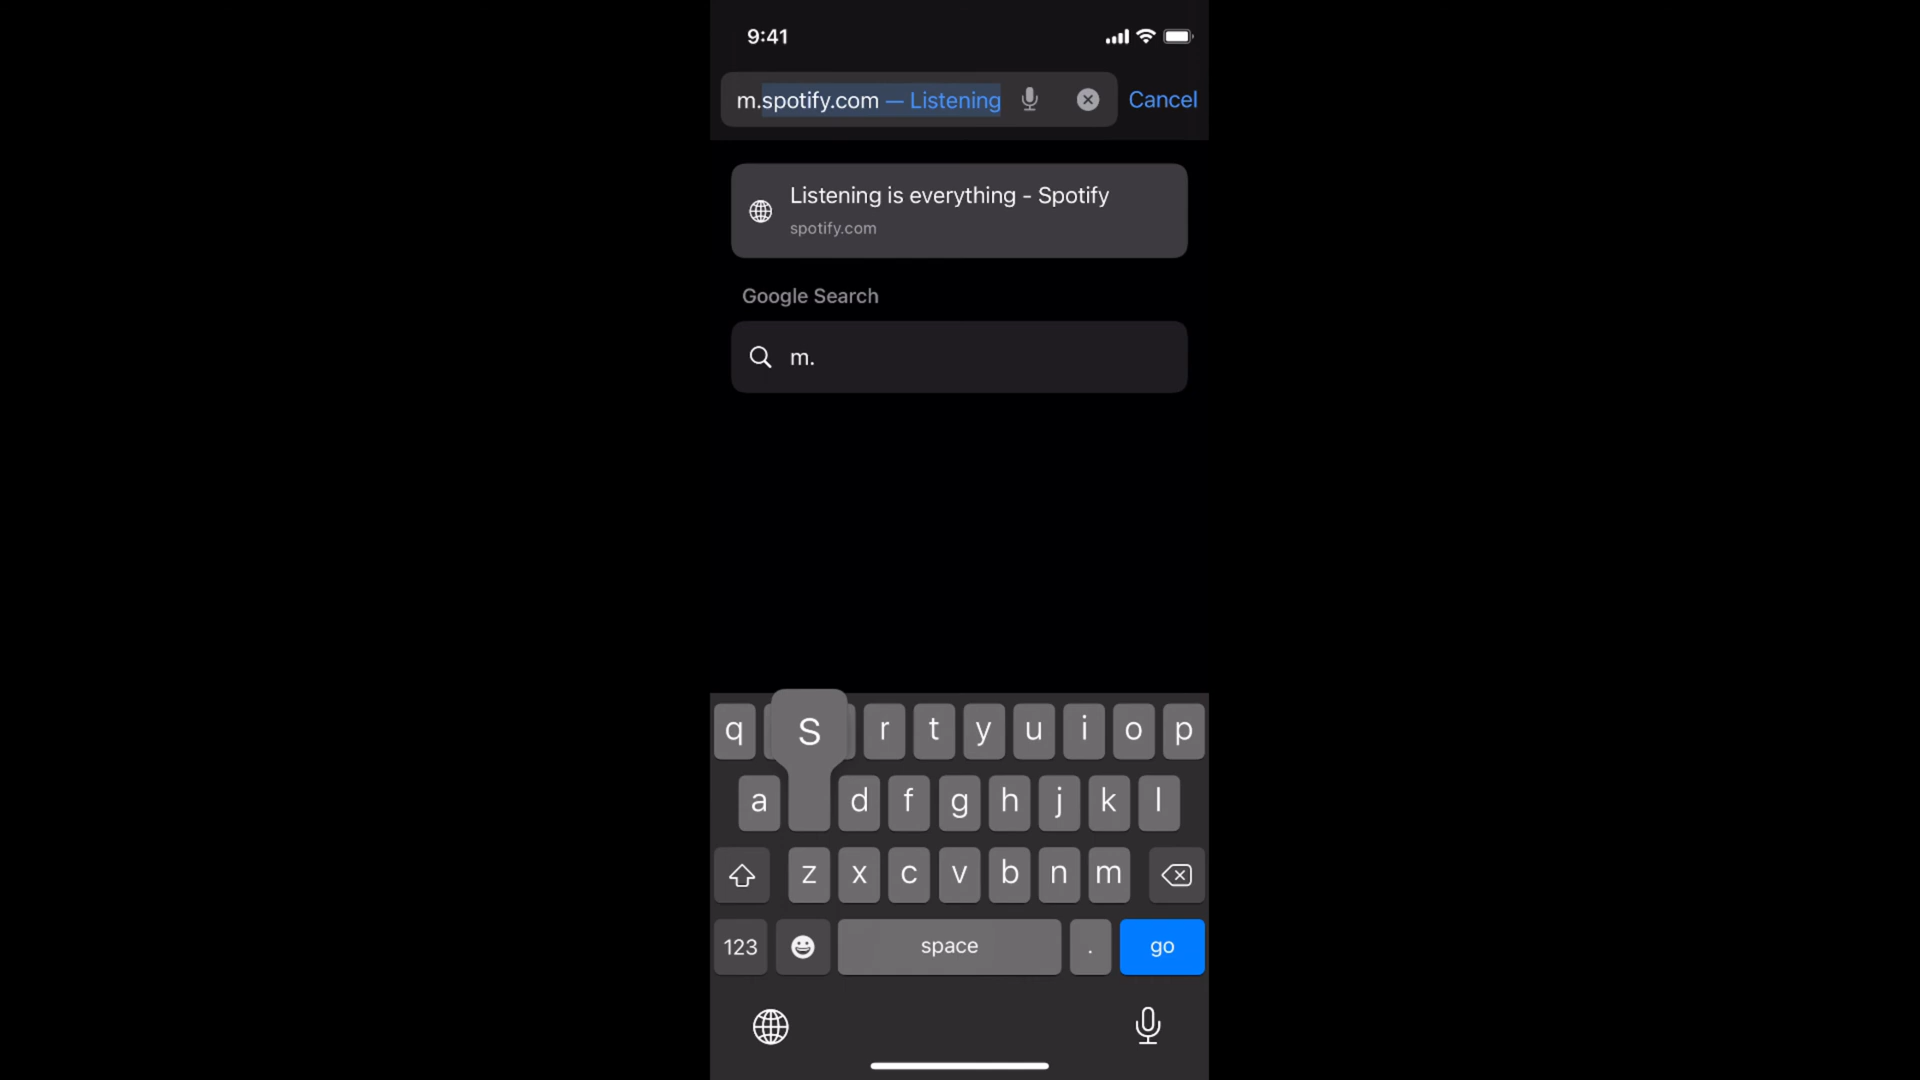 9:41
m.spotify.com — Listening
Cancel
Listening is everything - Spotify
spotify.com
Google Search
m.
q S r t y u i o p
a d f g h j k l
z x c v b n m
123 space . go